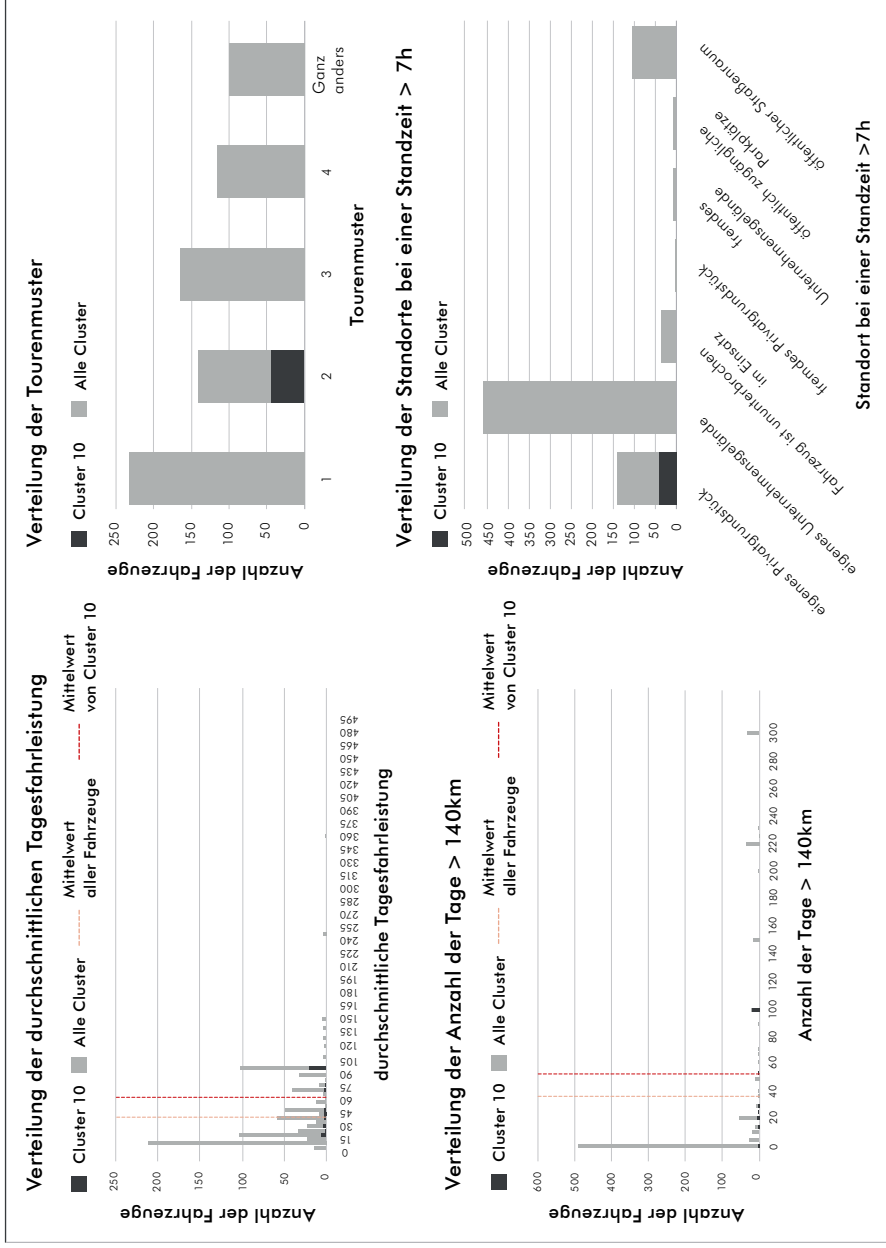 Verteilung der durchschnittlichen Tagesfahrleistung
Cluster 10
Alle Cluster
Mittelwert
aller Fahrzeuge
Mittelwert
von Cluster 10
Anzahl der Fahrzeuge
250
200
150
100
50
0
0
15
30
45
60
75
90
105
120
135
150
165
180
195
210
225
240
255
270
285
300
315
330
345
360
375
390
405
420
435
450
465
480
495
durchschnittliche Tagesfahrleistung
Verteilung der Tourenmuster
Cluster 10
Alle Cluster
Anzahl der Fahrzeuge
250
200
150
100
50
0
1
2
3
4
Ganz
anders
Tourenmuster
Verteilung der Anzahl der Tage > 140km
Cluster 10
Alle Cluster
Mittelwert
aller Fahrzeuge
Mittelwert
von Cluster 10
Anzahl der Fahrzeuge
600
500
400
300
200
100
0
0
20
40
60
80
100
120
140
160
180
200
220
240
260
280
300
Anzahl der Tage > 140km
Verteilung der Standorte bei einer Standzeit > 7h
Cluster 10
Alle Cluster
Anzahl der Fahrzeuge
500
450
400
350
300
250
200
150
100
50
0
eigenes Privatgrundstück
eigenes Unternehmensgelände
Fahrzeug ist ununterbrochen
im Einsatz
fremdes Privatgrundstück
fremdes
Unternehmensgelände
öffentlich zugängliche
Parkplätze
öffentlicher Straßenraum
Standort bei einer Standzeit >7h